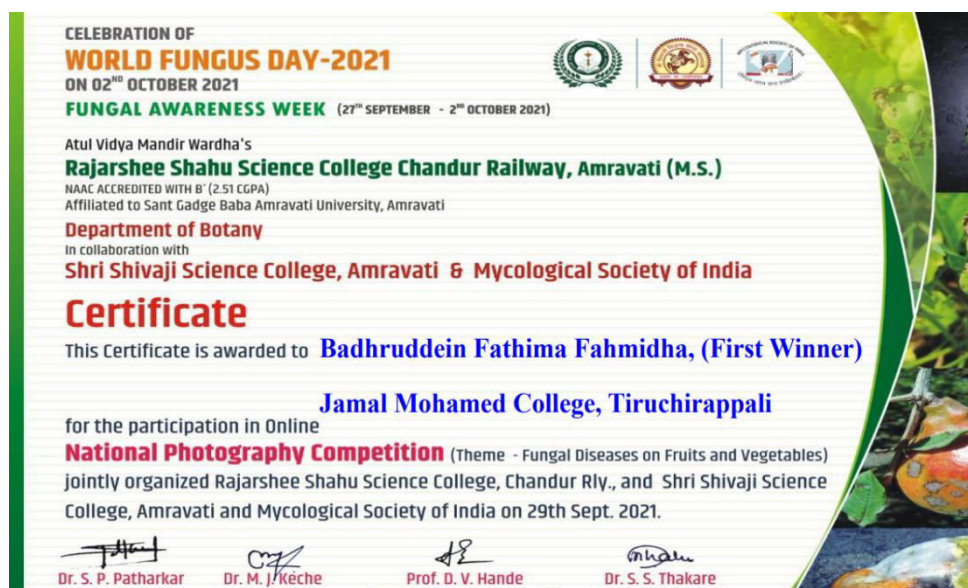 CELEBRATION OF
WORLD FUNGUS DAY-2021
ON 02ND OCTOBER 2021
FUNGAL AWARENESS WEEK (27TH SEPTEMBER - 2ND OCTOBER 2021)
Atul Vidya Mandir Wardha's
Rajarshee Shahu Science College Chandur Railway, Amravati (M.S.)
NAAC ACCREDITED WITH B+ (2.51 CGPA)
Affiliated to Sant Gadge Baba Amravati University, Amravati
Department of Botany
In collaboration with
Shri Shivaji Science College, Amravati & Mycological Society of India
Certificate
This Certificate is awarded to Badhruddein Fathima Fahmidha, (First Winner)
Jamal Mohamed College, Tiruchirappali
for the participation in Online
National Photography Competition (Theme - Fungal Diseases on Fruits and Vegetables)
jointly organized Rajarshee Shahu Science College, Chandur Rly., and Shri Shivaji Science
College, Amravati and Mycological Society of India on 29th Sept. 2021.
Dr. S. P. Patharkar Dr. M. J. Keche Prof. D. V. Hande Dr. S. S. Thakare